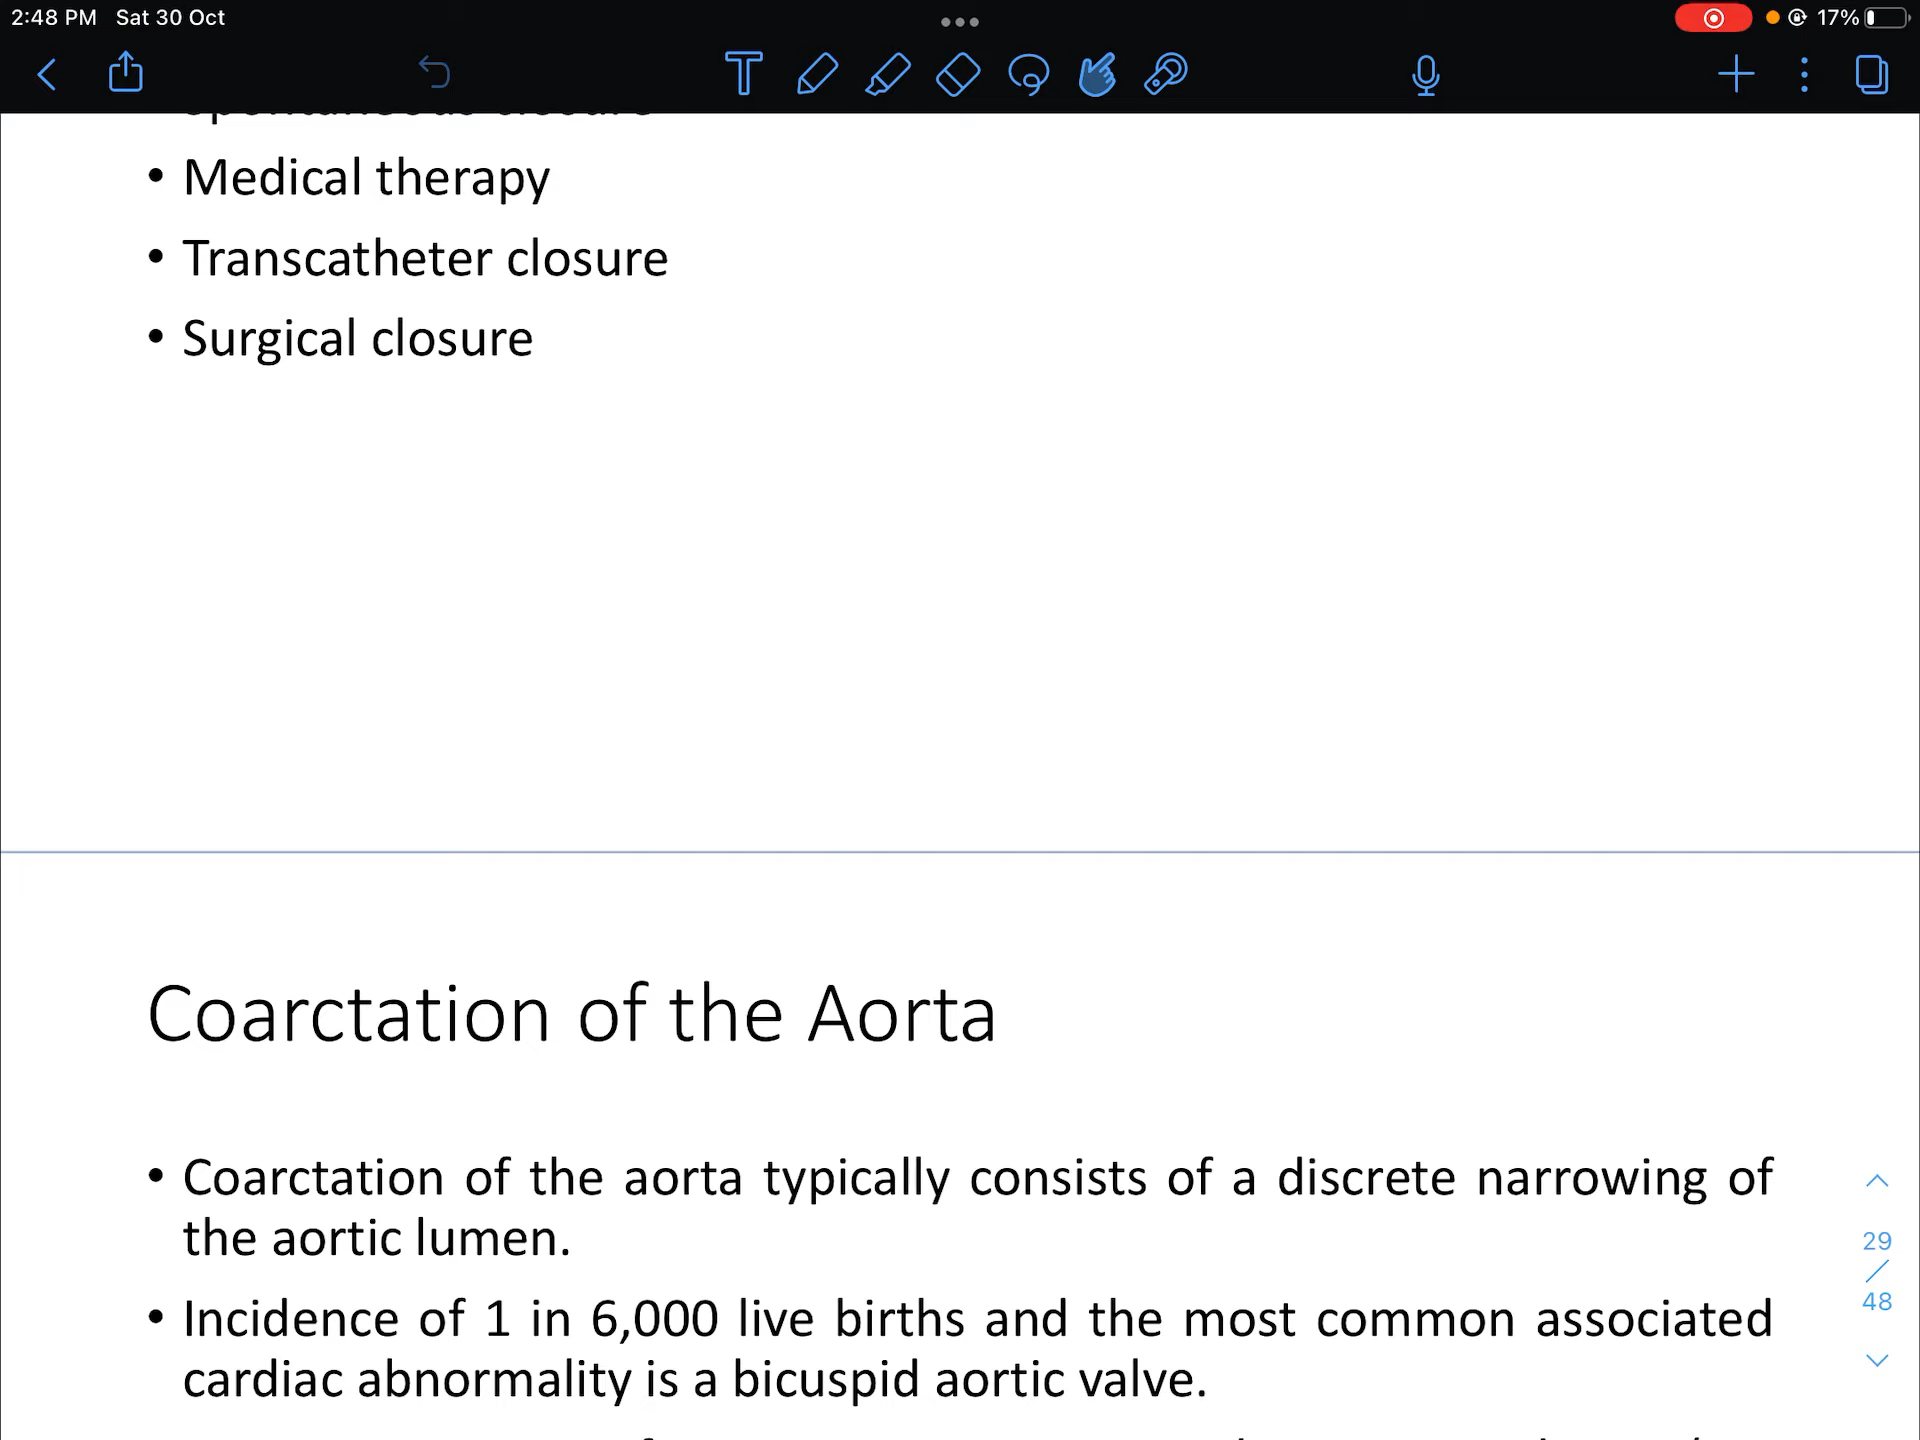 2:48 PM Sat 30 Oct
17%
T
• Medical therapy
• Transcatheter closure
• Surgical closure
Coarctation of the Aorta
• Coarctation of the aorta typically consists of a discrete narrowing of
the aortic lumen.
29
48
• Incidence of 1 in 6,000 live births and the most common associated
cardiac abnormality is a bicuspid aortic valve.